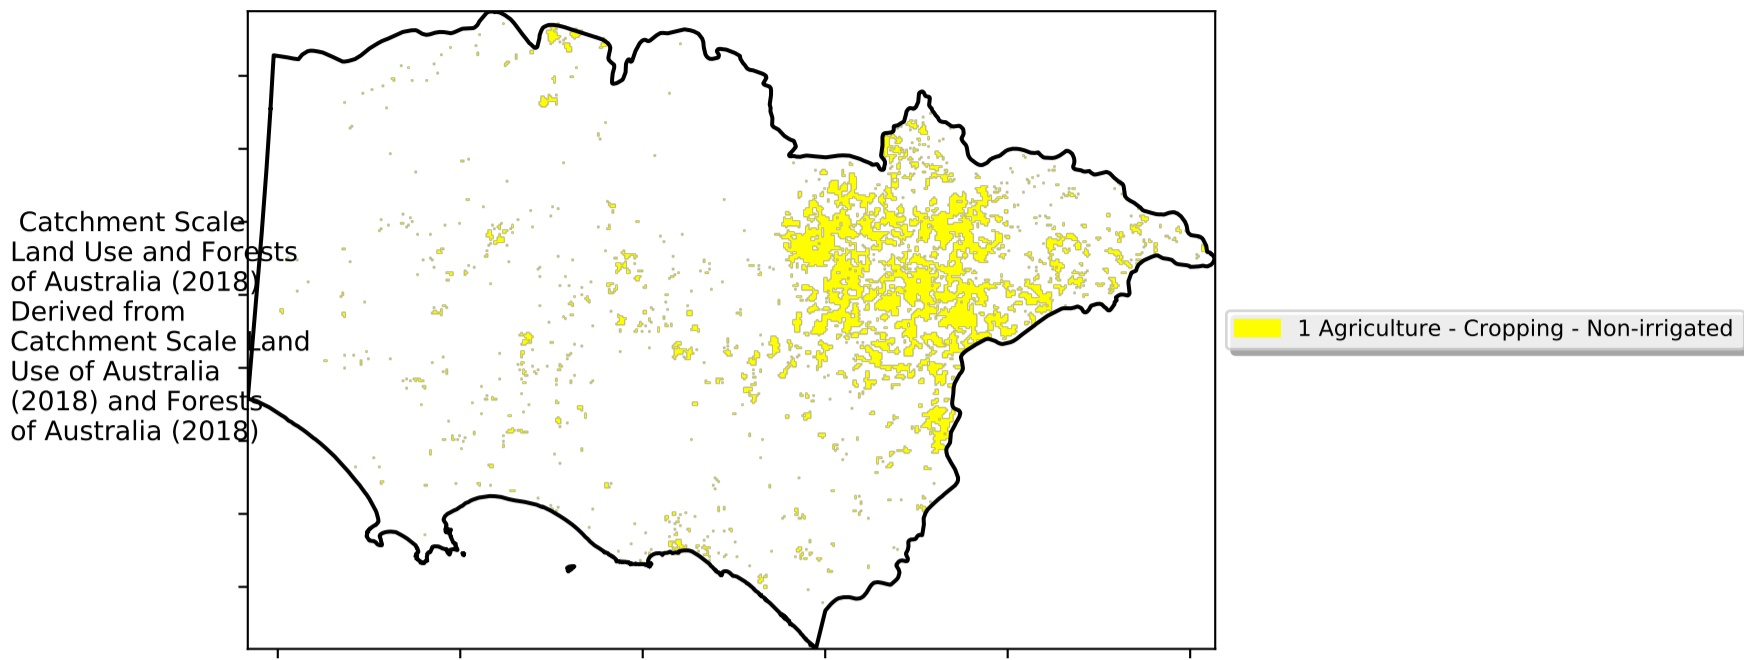 Catchment Scale
Land Use and Forests
of Australia (2018)
Derived from
Catchment Scale Land
Use of Australia
(2018) and Forests
of Australia (2018)
1 Agriculture - Cropping - Non-irrigated